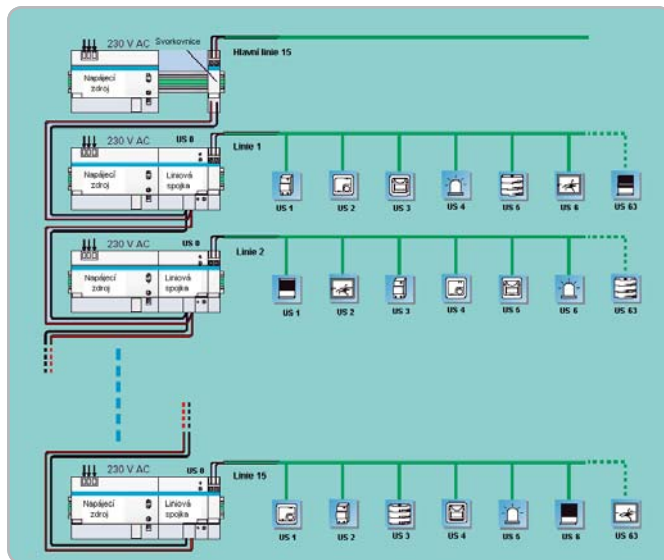 230 V AC Svorkovnice
Hlavní linie 15
Napájecí
zdroj
230 V AC US 0
Linie 1
Napájecí
zdroj
Liniová
spojka
US 1 US 2 US 3 US 4 US 5 US 6 US 63
230 V AC US 0
Linie 2
Napájecí
zdroj
Liniová
spojka
US 1 US 2 US 3 US 4 US 5 US 6 US 63
230 V AC US 0
Linie 15
Napájecí
zdroj
Liniová
spojka
US 1 US 2 US 3 US 4 US 5 US 6 US 63